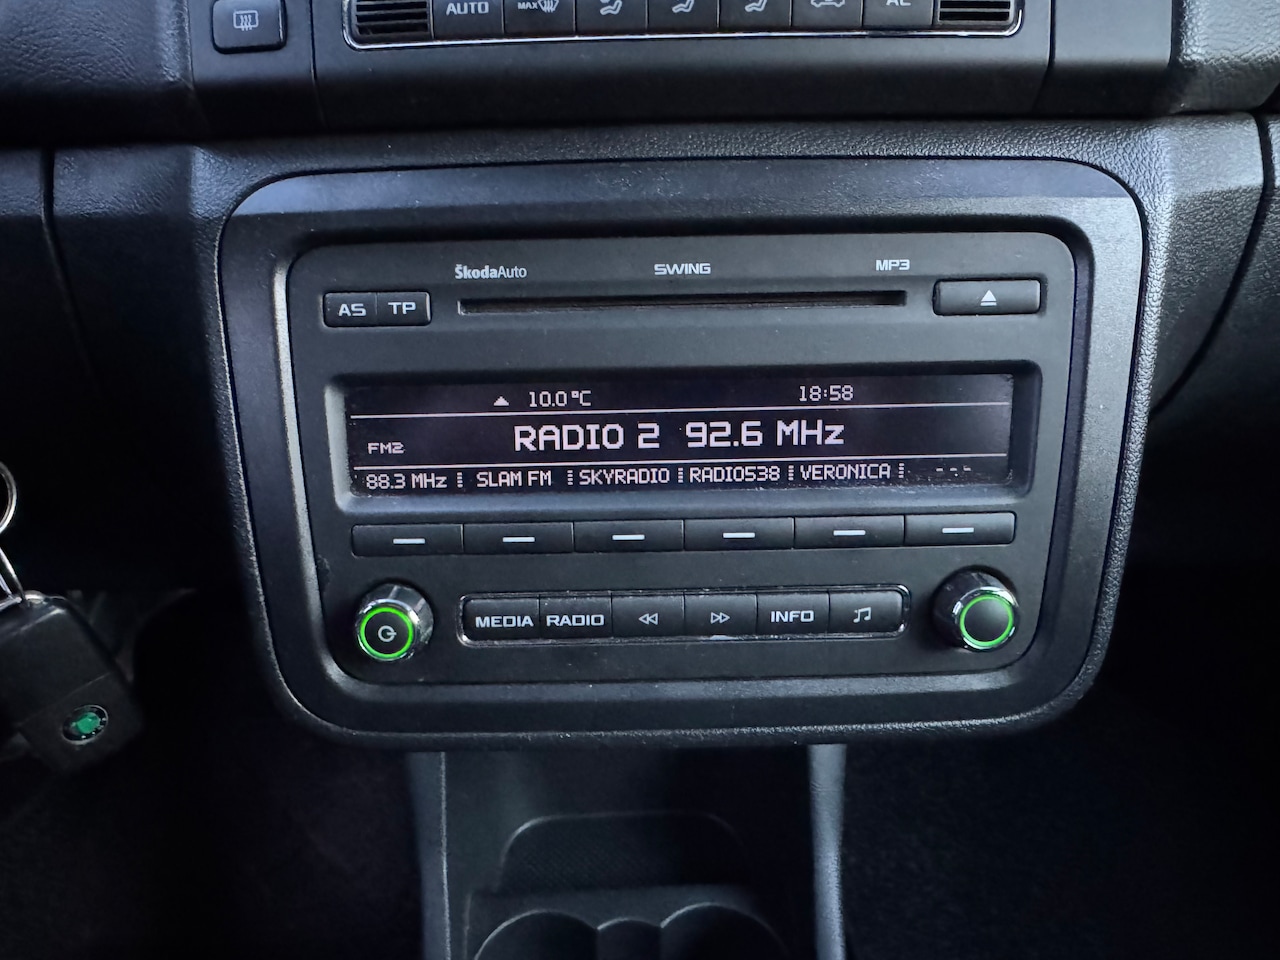 AUTO MAX
AC
ŠkodaAuto SWING MP3
AS TP
10.0 °C 18:58
FM2 RADIO 2 92.6 MHz
88.3 MHz SLAM FM SKYRADIO RADIO538 VERONICA ---
MEDIA RADIO INFO